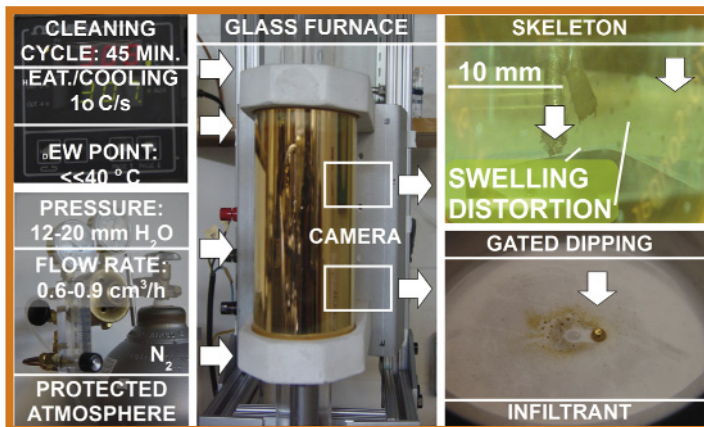 CLEANING
CYCLE: 45 MIN.
EAT./COOLING
1o C/s
EW POINT:
<<40 ° C
PRESSURE:
12-20 mm H2O
FLOW RATE:
0.6-0.9 cm³/h
N2
PROTECTED
ATMOSPHERE
GLASS FURNACE
CAMERA
SKELETON
10 mm
SWELLING
DISTORTION
GATED DIPPING
INFILTRANT